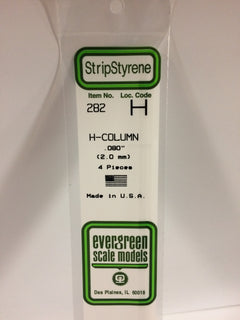 StripStyrene
Item No. Loc. Code
282 H
H-COLUMN
.080"
(2.0 mm)
4 Pieces
Made in U.S.A.
evergreen
scale models
Des Plaines, IL 60018